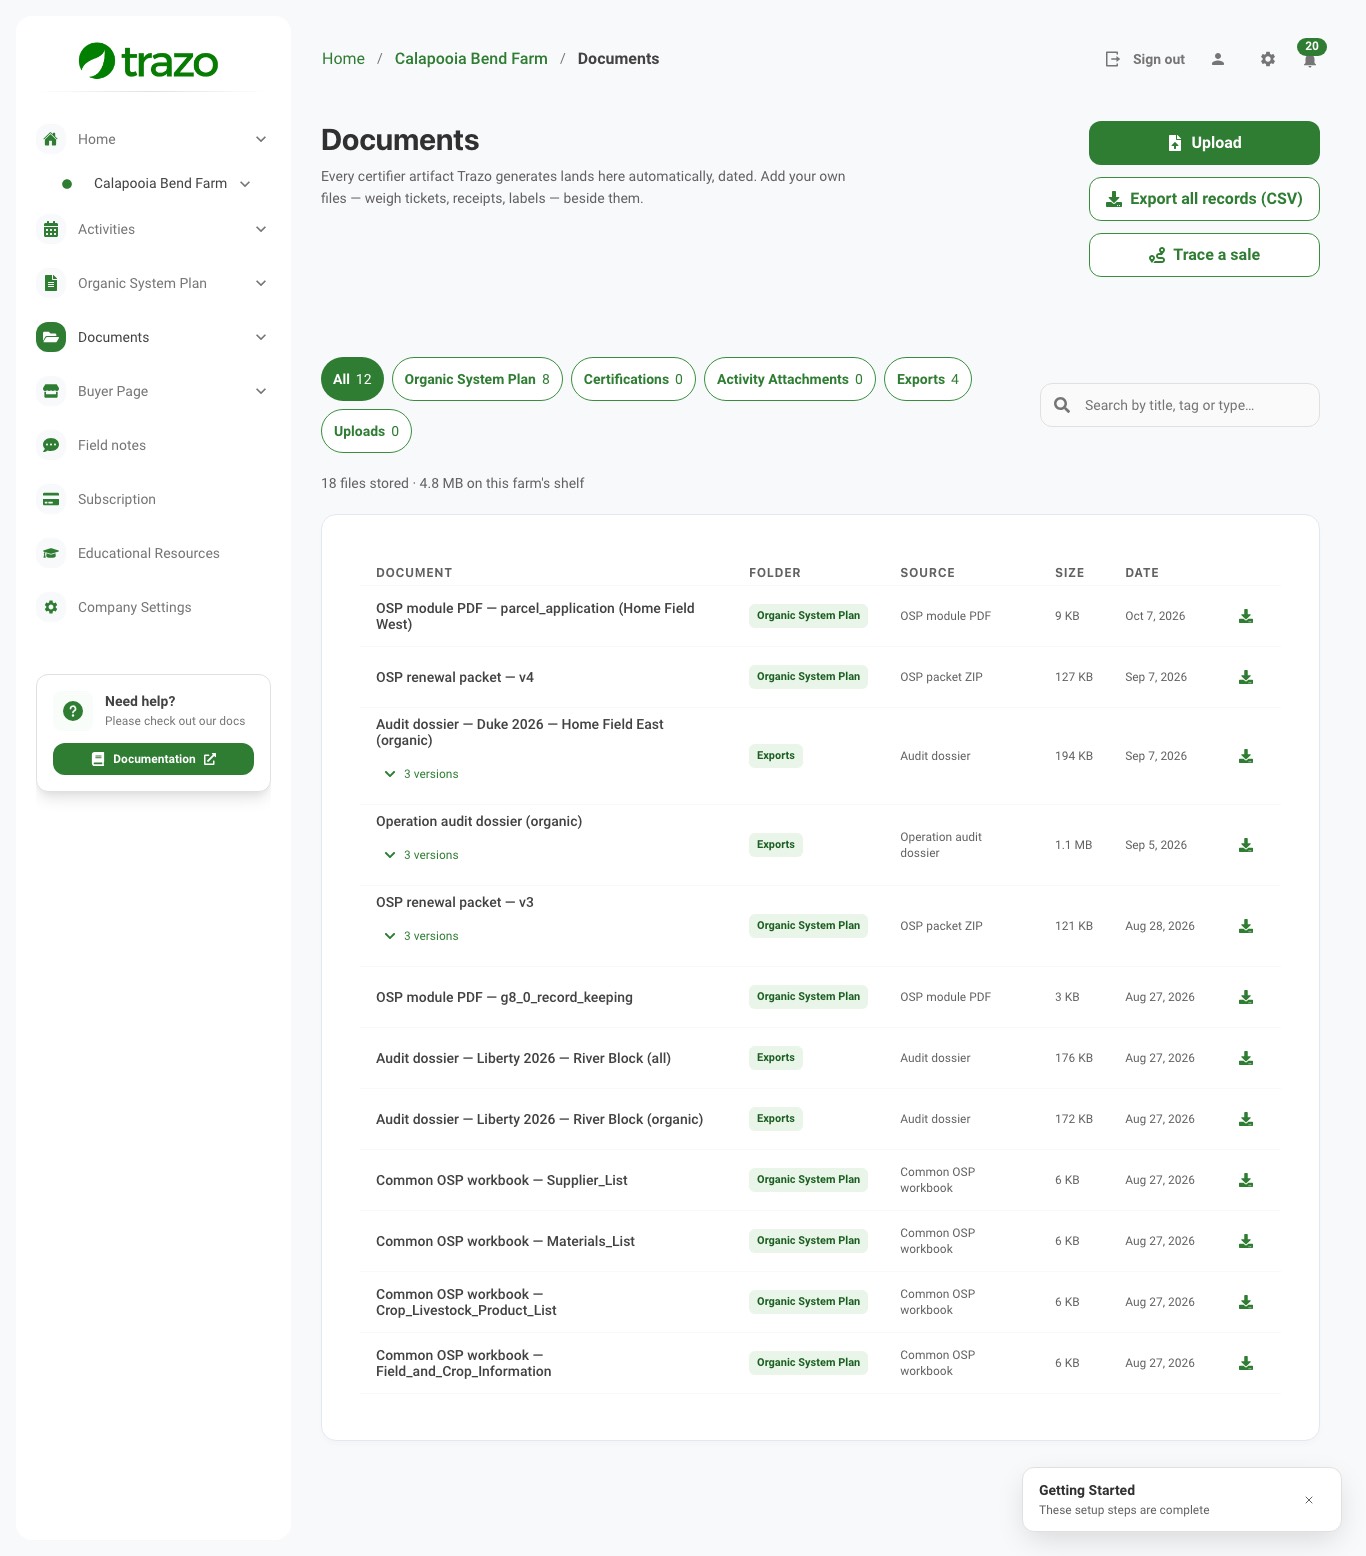 trazo
Home
Calapooia Bend Farm
Activities
Organic System Plan
Documents
Buyer Page
Field notes
Subscription
Educational Resources
Company Settings
Need help?
Please check out our docs
Documentation
Home / Calapooia Bend Farm / Documents
Sign out
20
Documents
Every certifier artifact Trazo generates lands here automatically, dated. Add your own
files — weigh tickets, receipts, labels — beside them.
Upload
Export all records (CSV)
Trace a sale
All 12 Organic System Plan 8 Certifications 0 Activity Attachments 0 Exports 4
Uploads 0
Search by title, tag or type...
18 files stored · 4.8 MB on this farm's shelf
DOCUMENT FOLDER SOURCE SIZE DATE
OSP module PDF — parcel_application (Home Field
West)
Organic System Plan OSP module PDF 9 KB Oct 7, 2026
OSP renewal packet — v4 Organic System Plan OSP packet ZIP 127 KB Sep 7, 2026
Audit dossier — Duke 2026 — Home Field East
(organic)
3 versions
Exports Audit dossier 194 KB Sep 7, 2026
Operation audit dossier (organic)
3 versions
Exports
Operation audit
dossier
1.1 MB Sep 5, 2026
OSP renewal packet — v3
3 versions
Organic System Plan OSP packet ZIP 121 KB Aug 28, 2026
OSP module PDF — g8_0_record_keeping Organic System Plan OSP module PDF 3 KB Aug 27, 2026
Audit dossier — Liberty 2026 — River Block (all) Exports Audit dossier 176 KB Aug 27, 2026
Audit dossier — Liberty 2026 — River Block (organic) Exports Audit dossier 172 KB Aug 27, 2026
Common OSP workbook — Supplier_List Organic System Plan
Common OSP
workbook
6 KB Aug 27, 2026
Common OSP workbook — Materials_List Organic System Plan
Common OSP
workbook
6 KB Aug 27, 2026
Common OSP workbook —
Crop_Livestock_Product_List
Organic System Plan
Common OSP
workbook
6 KB Aug 27, 2026
Common OSP workbook —
Field_and_Crop_Information
Organic System Plan
Common OSP
workbook
6 KB Aug 27, 2026
Getting Started
These setup steps are complete